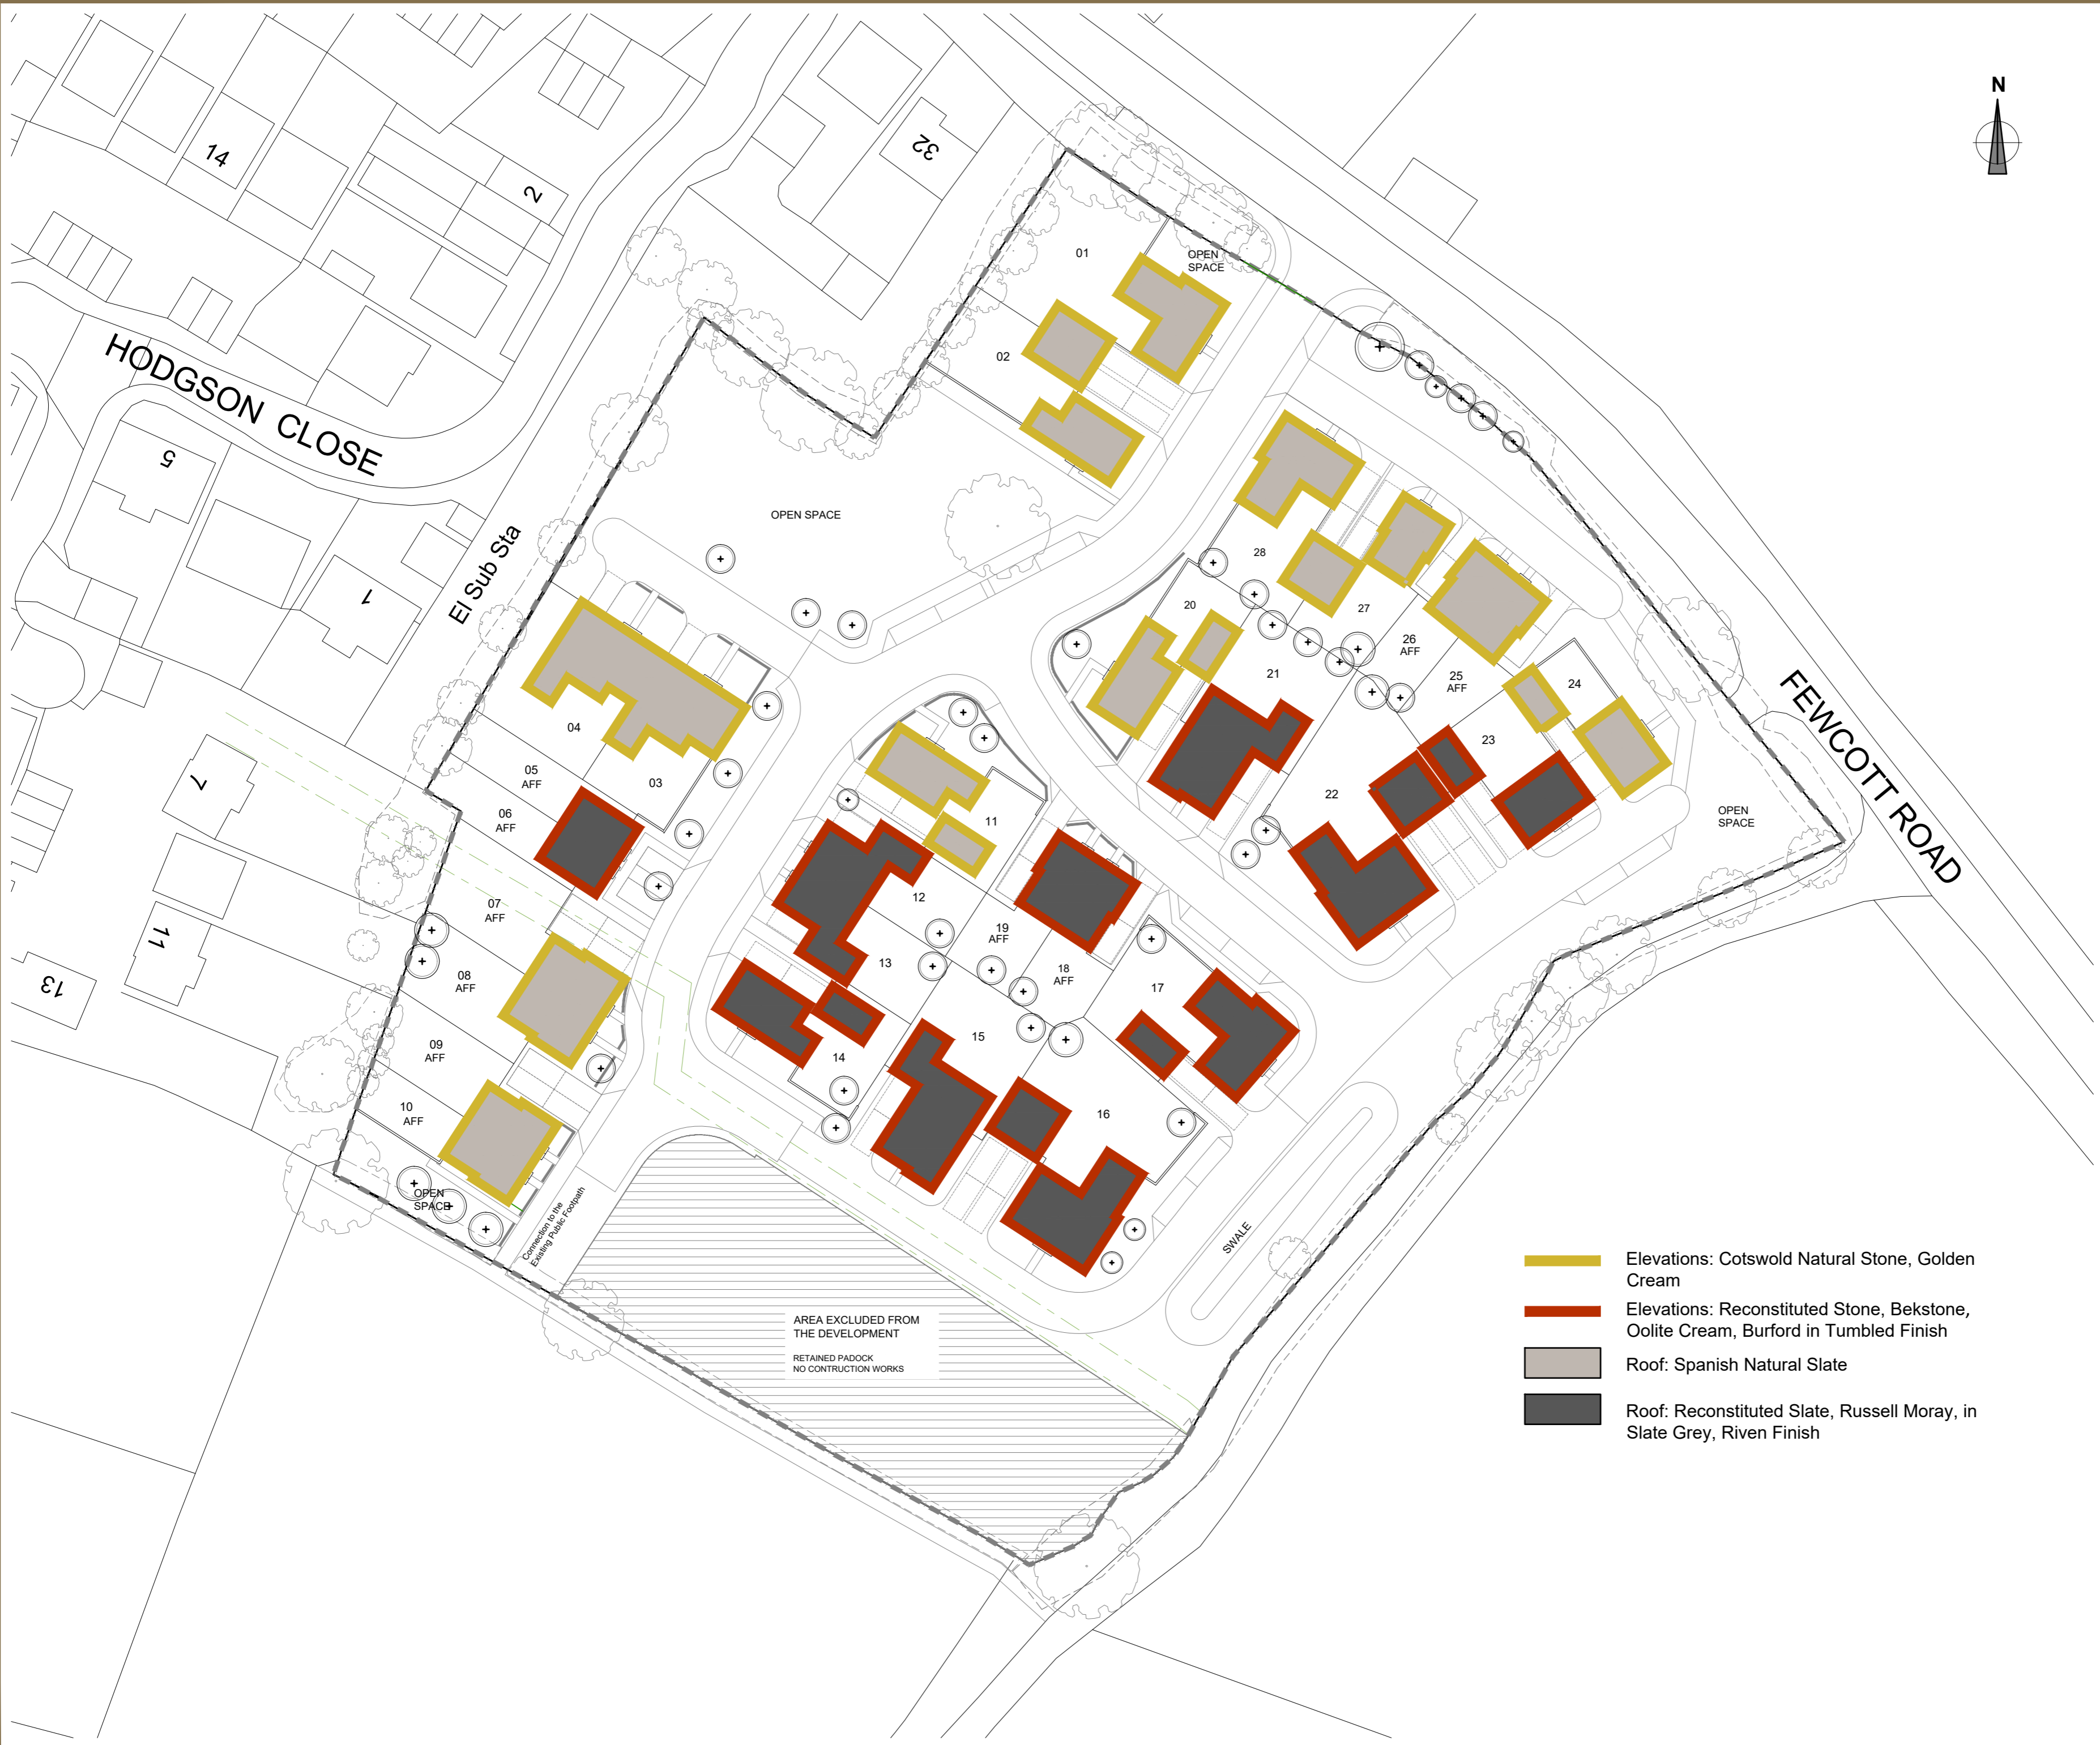 N
14
2
32
HODGSON CLOSE
5
1
El Sub Sta
7
11
13
FEWCOTT ROAD
01
OPEN
SPACE
02
OPEN SPACE
28
20
27
26
AFF
21
25
AFF
24
23
22
OPEN
SPACE
04
03
05
AFF
06
AFF
07
AFF
08
AFF
09
AFF
10
AFF
OPEN
SPACE
11
12
19
AFF
18
AFF
13
17
14
15
16
Connection to the
Existing Public Footpath
SWALE
AREA EXCLUDED FROM
THE DEVELOPMENT
RETAINED PADOCK
NO CONTRUCTION WORKS
Elevations: Cotswold Natural Stone, Golden
Cream
Elevations: Reconstituted Stone, Bekstone,
Oolite Cream, Burford in Tumbled Finish
Roof: Spanish Natural Slate
Roof: Reconstituted Slate, Russell Moray, in
Slate Grey, Riven Finish